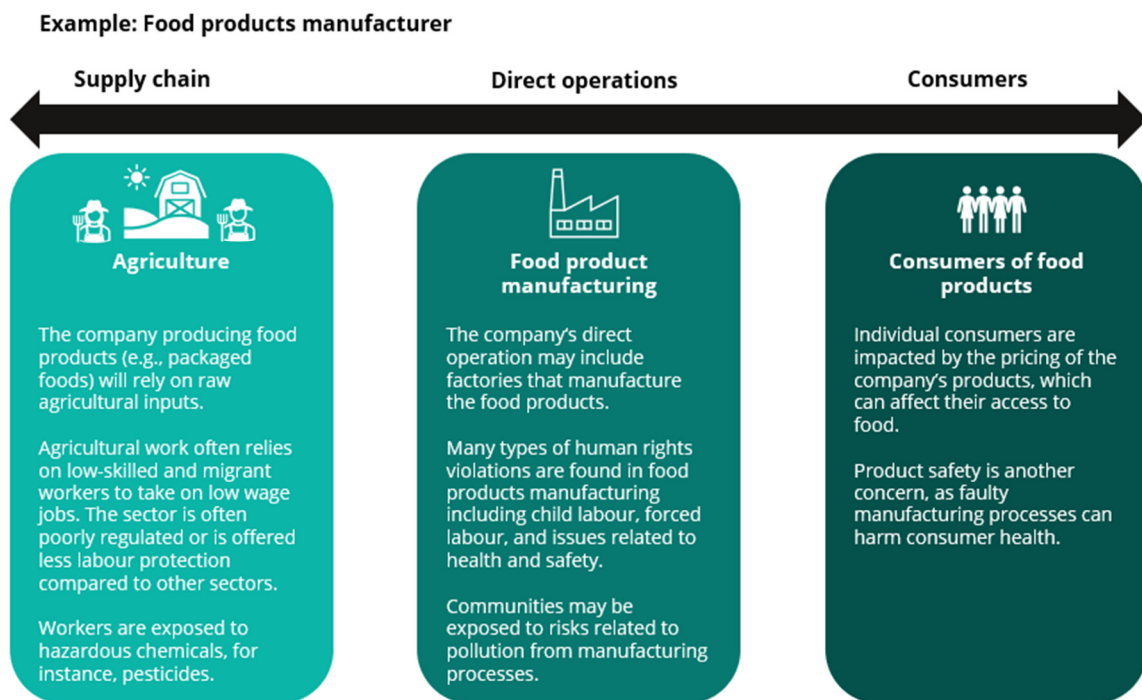 Example: Food products manufacturer
Supply chain
Direct operations
Consumers
Agriculture
The company producing food
products (e.g., packaged
foods) will rely on raw
agricultural inputs.
Agricultural work often relies
on low-skilled and migrant
workers to take on low wage
jobs. The sector is often
poorly regulated or is offered
less labour protection
compared to other sectors.
Workers are exposed to
hazardous chemicals, for
instance, pesticides.
Food product
manufacturing
The company’s direct
operation may include
factories that manufacture
the food products.
Many types of human rights
violations are found in food
products manufacturing
including child labour, forced
labour, and issues related to
health and safety.
Communities may be
exposed to risks related to
pollution from manufacturing
processes.
Consumers of food
products
Individual consumers are
impacted by the pricing of the
company’s products, which
can affect their access to
food.
Product safety is another
concern, as faulty
manufacturing processes can
harm consumer health.